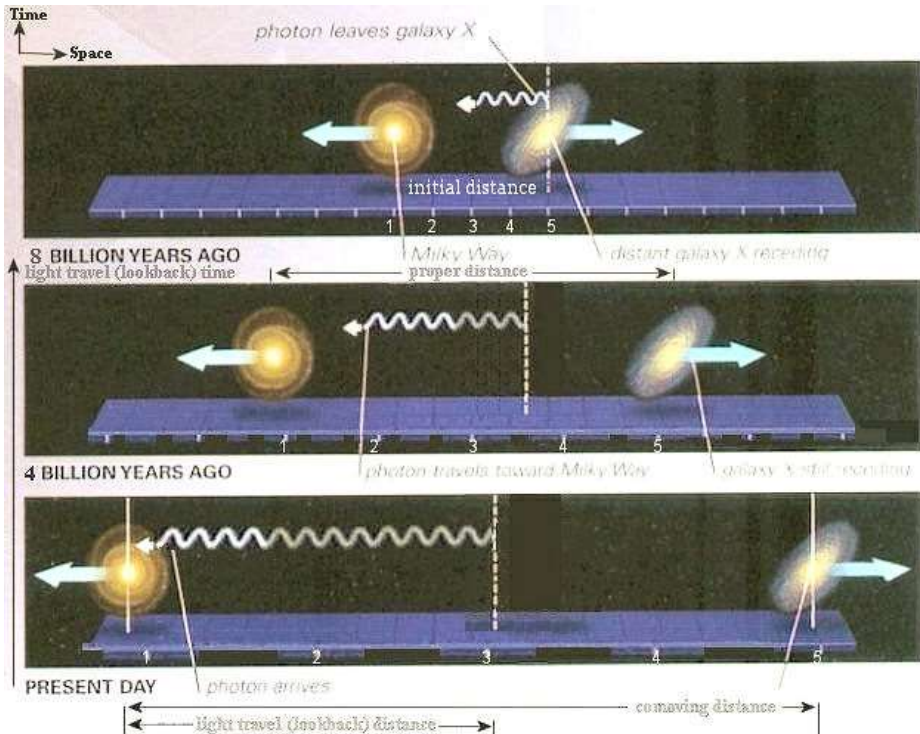 Time
Space
photon leaves galaxy X
initial distance
1 2 3 4 5
8 BILLION YEARS AGO
Milky Way
distant galaxy X receding
light travel (lookback) time
proper distance
1 2 3 4 5
4 BILLION YEARS AGO
photon travels toward Milky Way
galaxy X still receding
1 2 3 4 5
PRESENT DAY
photon arrives
comoving distance
light travel (lookback) distance